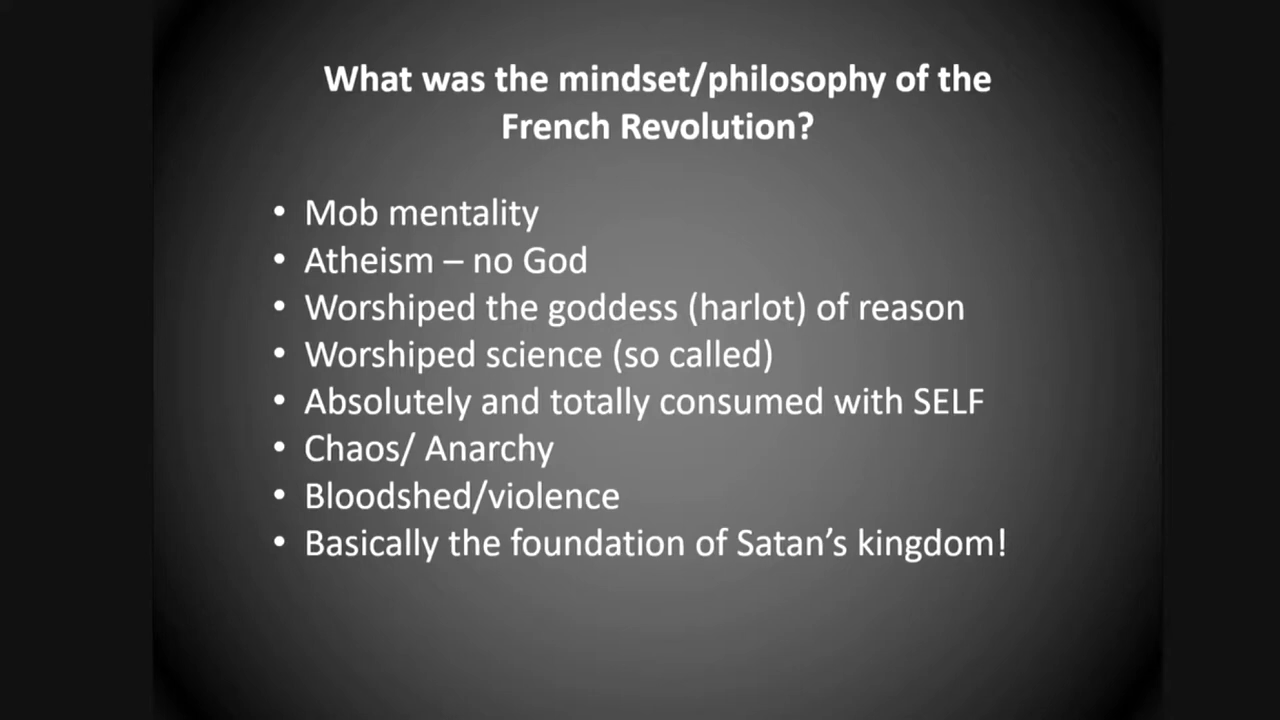 What was the mindset/philosophy of the
French Revolution?
• Mob mentality
• Atheism – no God
• Worshiped the goddess (harlot) of reason
• Worshiped science (so called)
• Absolutely and totally consumed with SELF
• Chaos/ Anarchy
• Bloodshed/violence
• Basically the foundation of Satan’s kingdom!